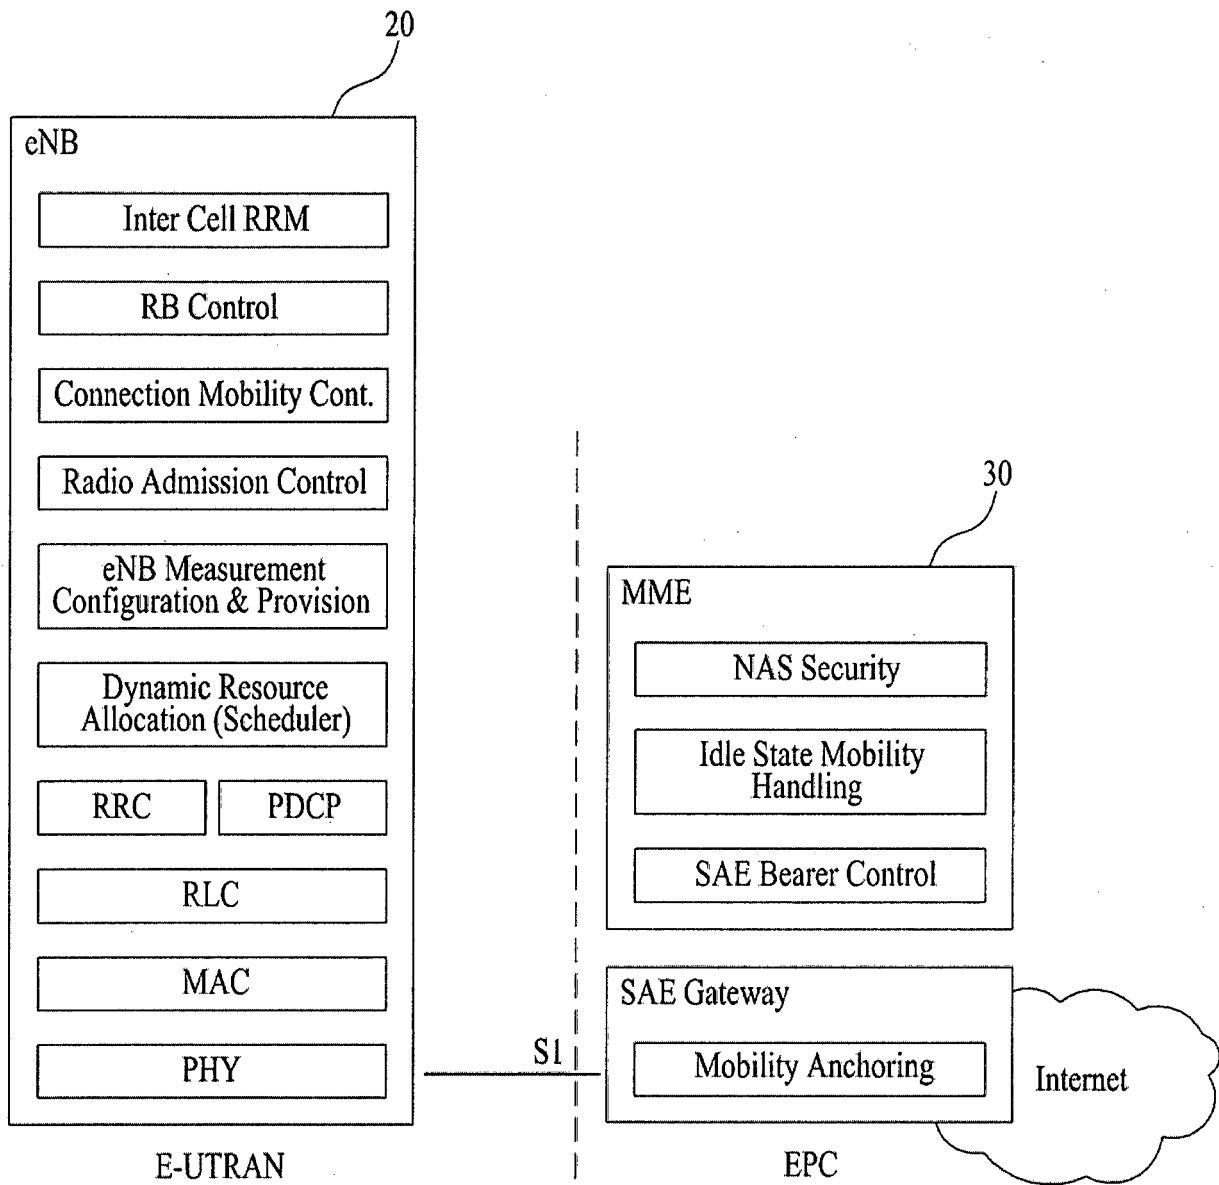 20
eNB
Inter Cell RRM
RB Control
Connection Mobility Cont.
Radio Admission Control
eNB Measurement
Configuration & Provision
Dynamic Resource
Allocation (Scheduler)
RRC
PDCP
RLC
MAC
PHY
E-UTRAN
S1
30
MME
NAS Security
Idle State Mobility
Handling
SAE Bearer Control
SAE Gateway
Mobility Anchoring
Internet
EPC